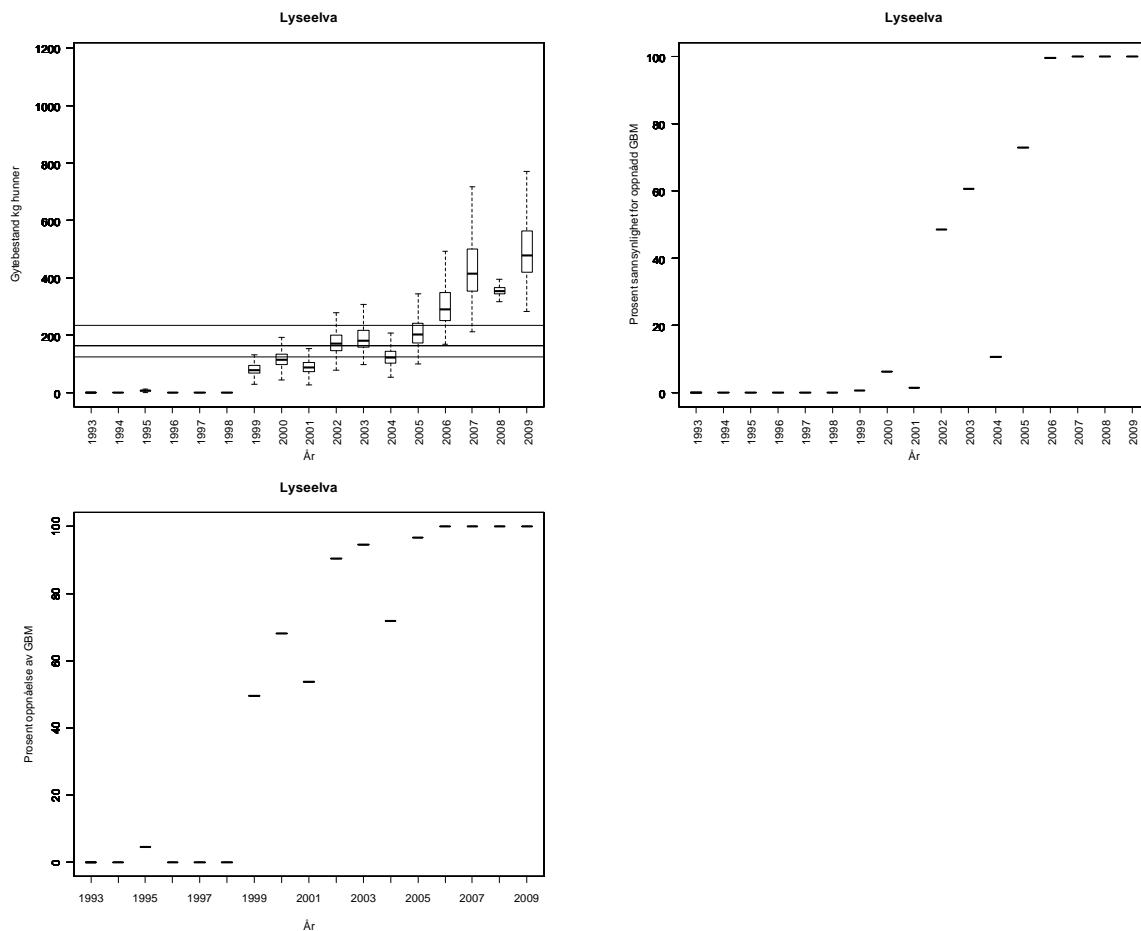 Lyseelva
1200
1000
800
600
400
200
0
Gytebestand kg hunner
1993 1994 1995 1996 1997 1998 1999 2000 2001 2002 2003 2004 2005 2006 2007 2008 2009
År
Lyseelva
100
80
60
40
20
0
Prosent sannsynlighet for oppnådd GBM
1993 1994 1995 1996 1997 1998 1999 2000 2001 2002 2003 2004 2005 2006 2007 2008 2009
År
Lyseelva
100
80
60
40
20
0
Prosent oppnåelse av GBM
1993 1995 1997 1999 2001 2003 2005 2007 2009
År